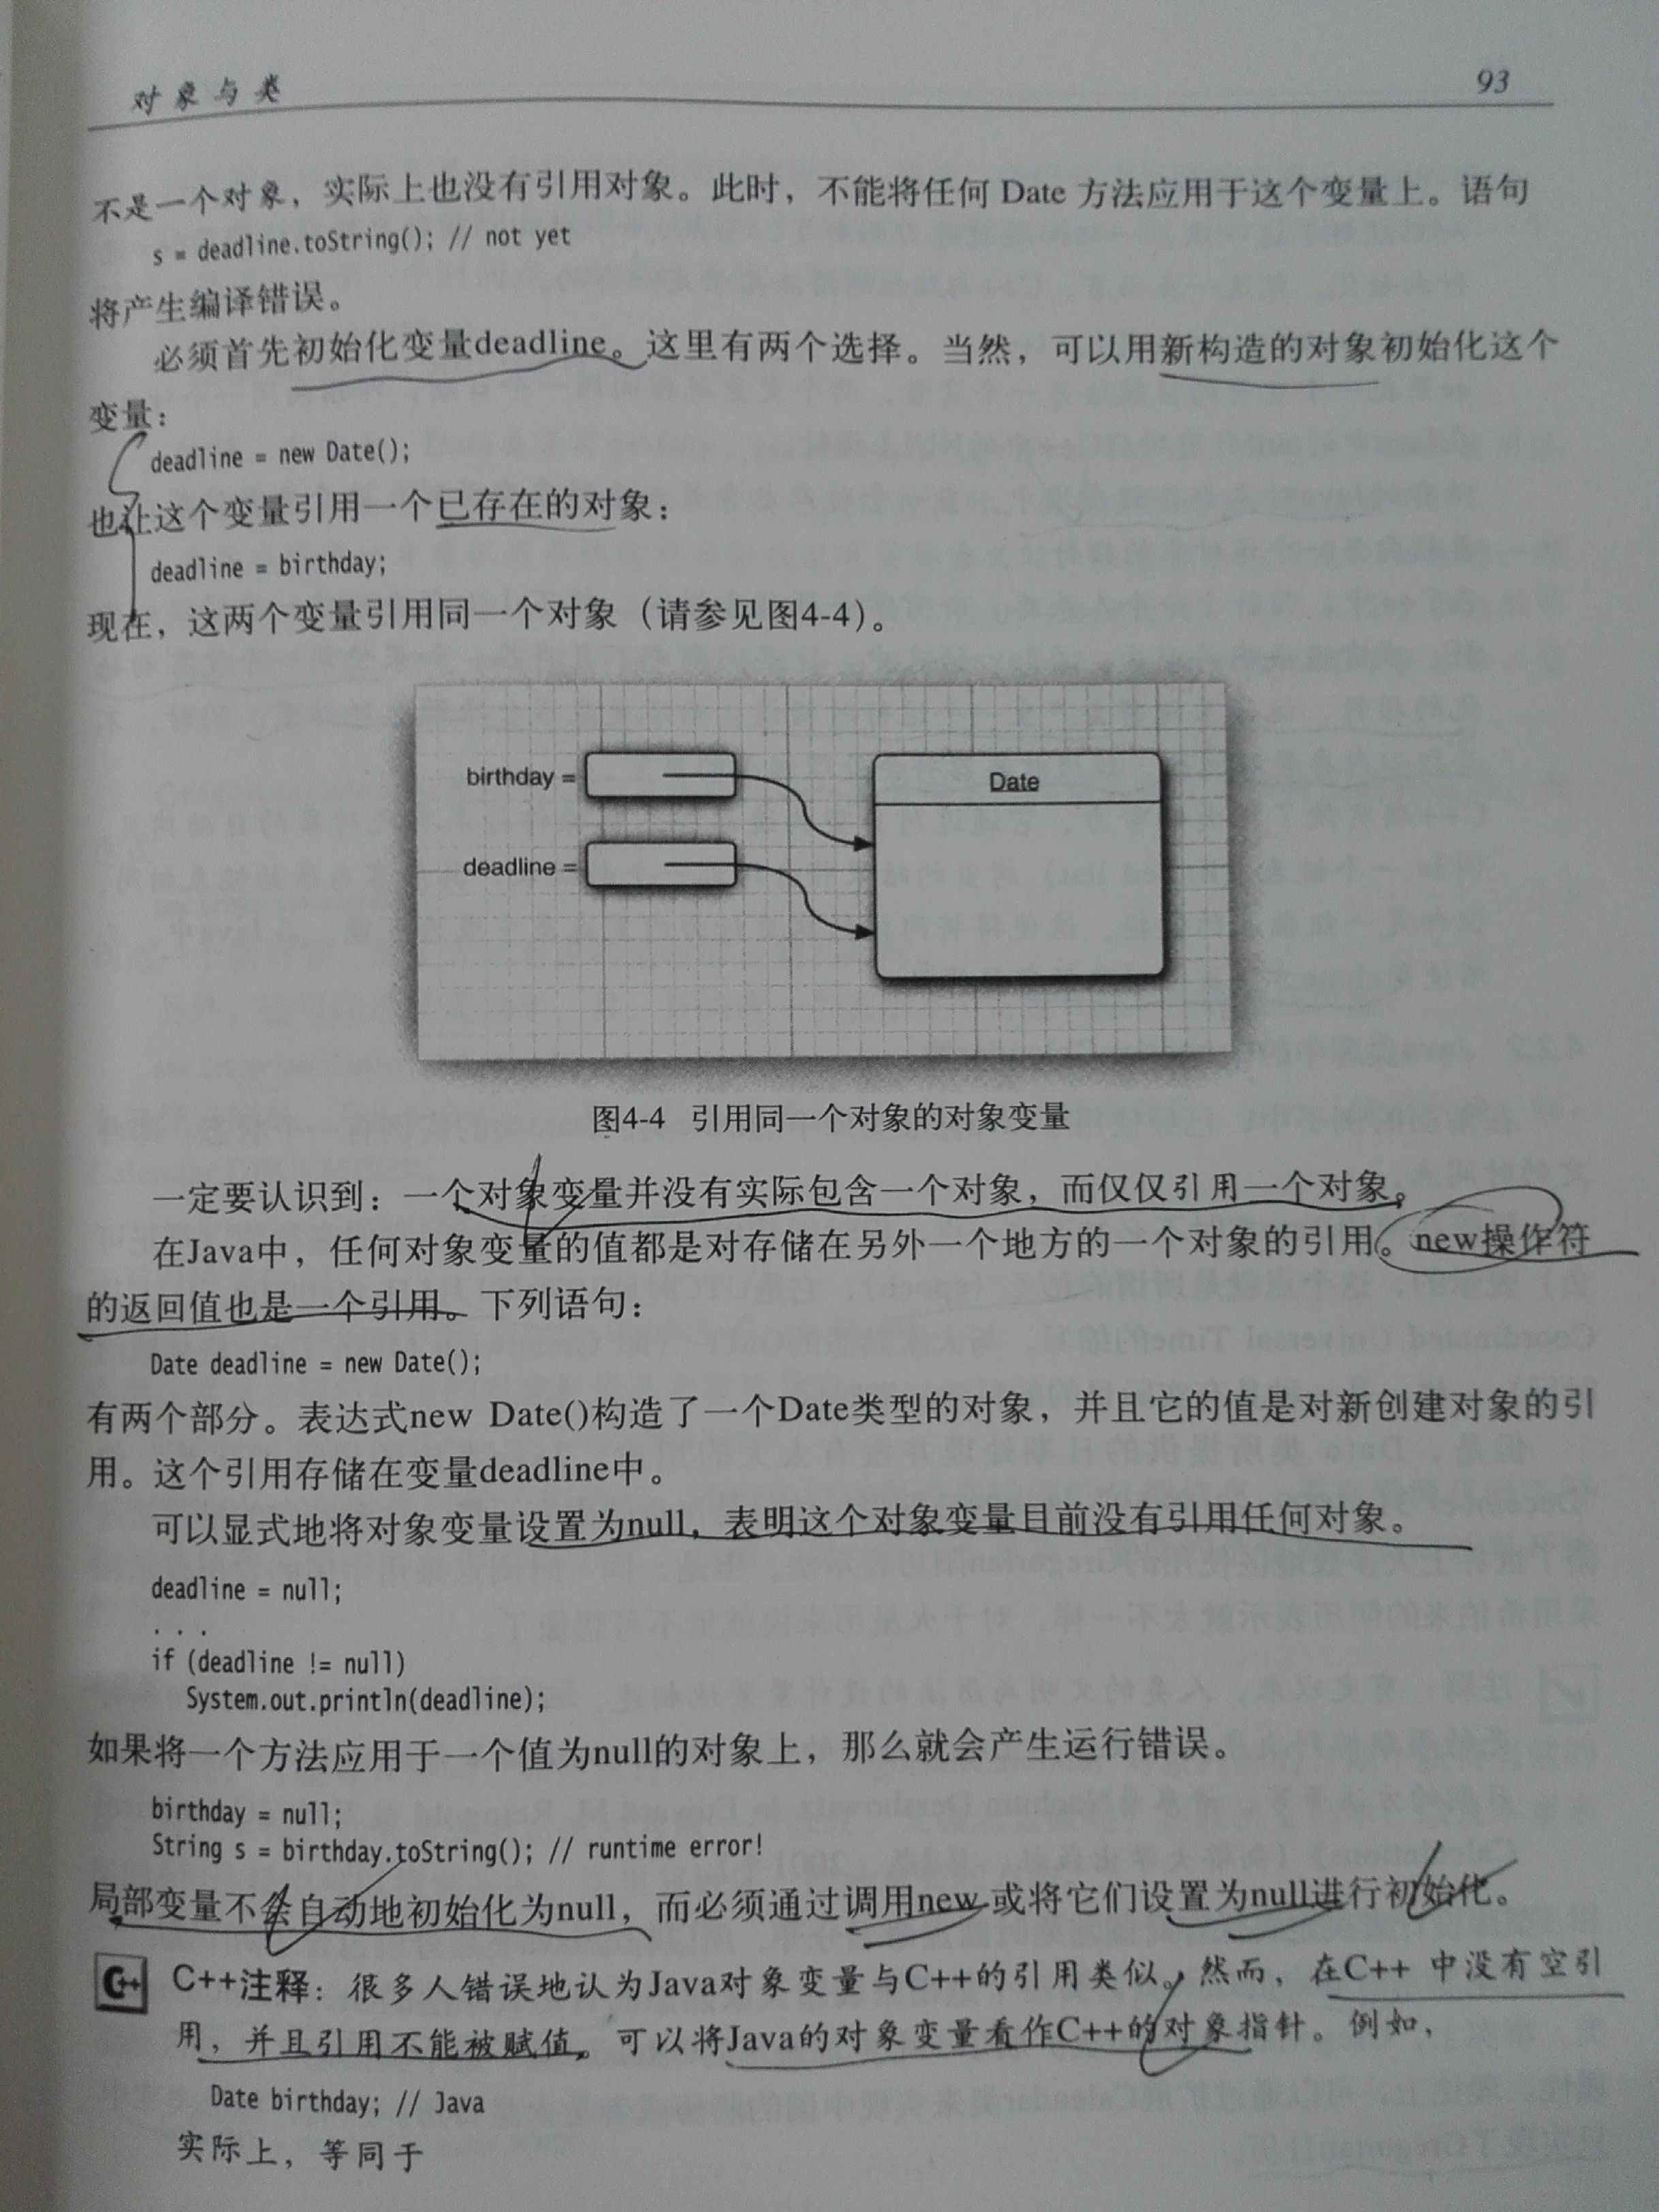 对象与类 93
不是一个对象，实际上也没有引用对象。此时，不能将任何 Date 方法应用于这个变量上。语句
s = deadline.toString(); // not yet
将产生编译错误。
必须首先初始化变量deadline。这里有两个选择。当然，可以用新构造的对象初始化这个
变量：
deadline = new Date();
也让这个变量引用一个已存在的对象：
deadline = birthday;
现在，这两个变量引用同一个对象（请参见图4-4）。
birthday =
Date
deadline =
图4-4 引用同一个对象的对象变量
一定要认识到：一个对象变量并没有实际包含一个对象，而仅仅引用一个对象。
在Java中，任何对象变量的值都是对存储在另外一个地方的一个对象的引用。new操作符
的返回值也是一个引用。下列语句：
Date deadline = new Date();
有两个部分。表达式new Date()构造了一个Date类型的对象，并且它的值是对新创建对象的引
用。这个引用存储在变量deadline中。
可以显式地将对象变量设置为null，表明这个对象变量目前没有引用任何对象。
deadline = null;
. . .
if (deadline != null)
System.out.println(deadline);
如果将一个方法应用于一个值为null的对象上，那么就会产生运行错误。
birthday = null;
String s = birthday.toString(); // runtime error!
局部变量不会自动地初始化为null，而必须通过调用new或将它们设置为null进行初始化。
C++ C++注释：很多人错误地认为Java对象变量与C++的引用类似。然而，在C++ 中没有空引
用，并且引用不能被赋值。可以将Java的对象变量看作C++的对象指针。例如，
Date birthday; // Java
实际上，等同于